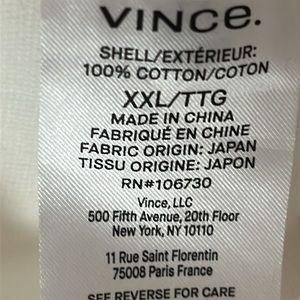 VINCE.
SHELL/EXTÉRIEUR:
100% COTTON/COTON
XXL/TTG
MADE IN CHINA
FABRIQUÉ EN CHINE
FABRIC ORIGIN: JAPAN
TISSU ORIGINE: JAPON
RN#106730
Vince, LLC
500 Fifth Avenue, 20th Floor
New York, NY 10110
11 Rue Saint Florentin
75008 Paris France
SEE REVERSE FOR CARE